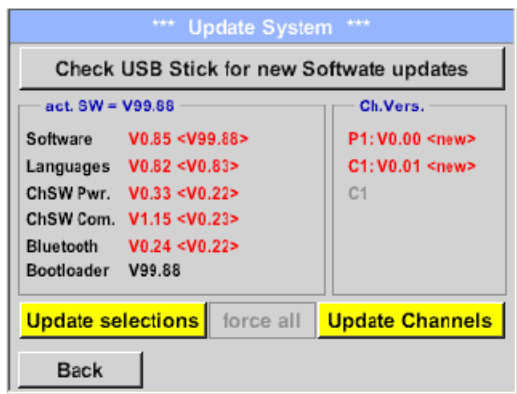 *** Update System ***
Check USB Stick for new Softwate updates
act. SW = V99.88
Software V0.85 <V99.88>
Languages V0.82 <V0.83>
ChSW Pwr. V0.33 <V0.22>
ChSW Com. V1.15 <V0.23>
Bluetooth V0.24 <V0.22>
Bootloader V99.88
Ch.Vers.
P1: V0.00 <new>
C1: V0.01 <new>
C1
Update selections
force all
Update Channels
Back